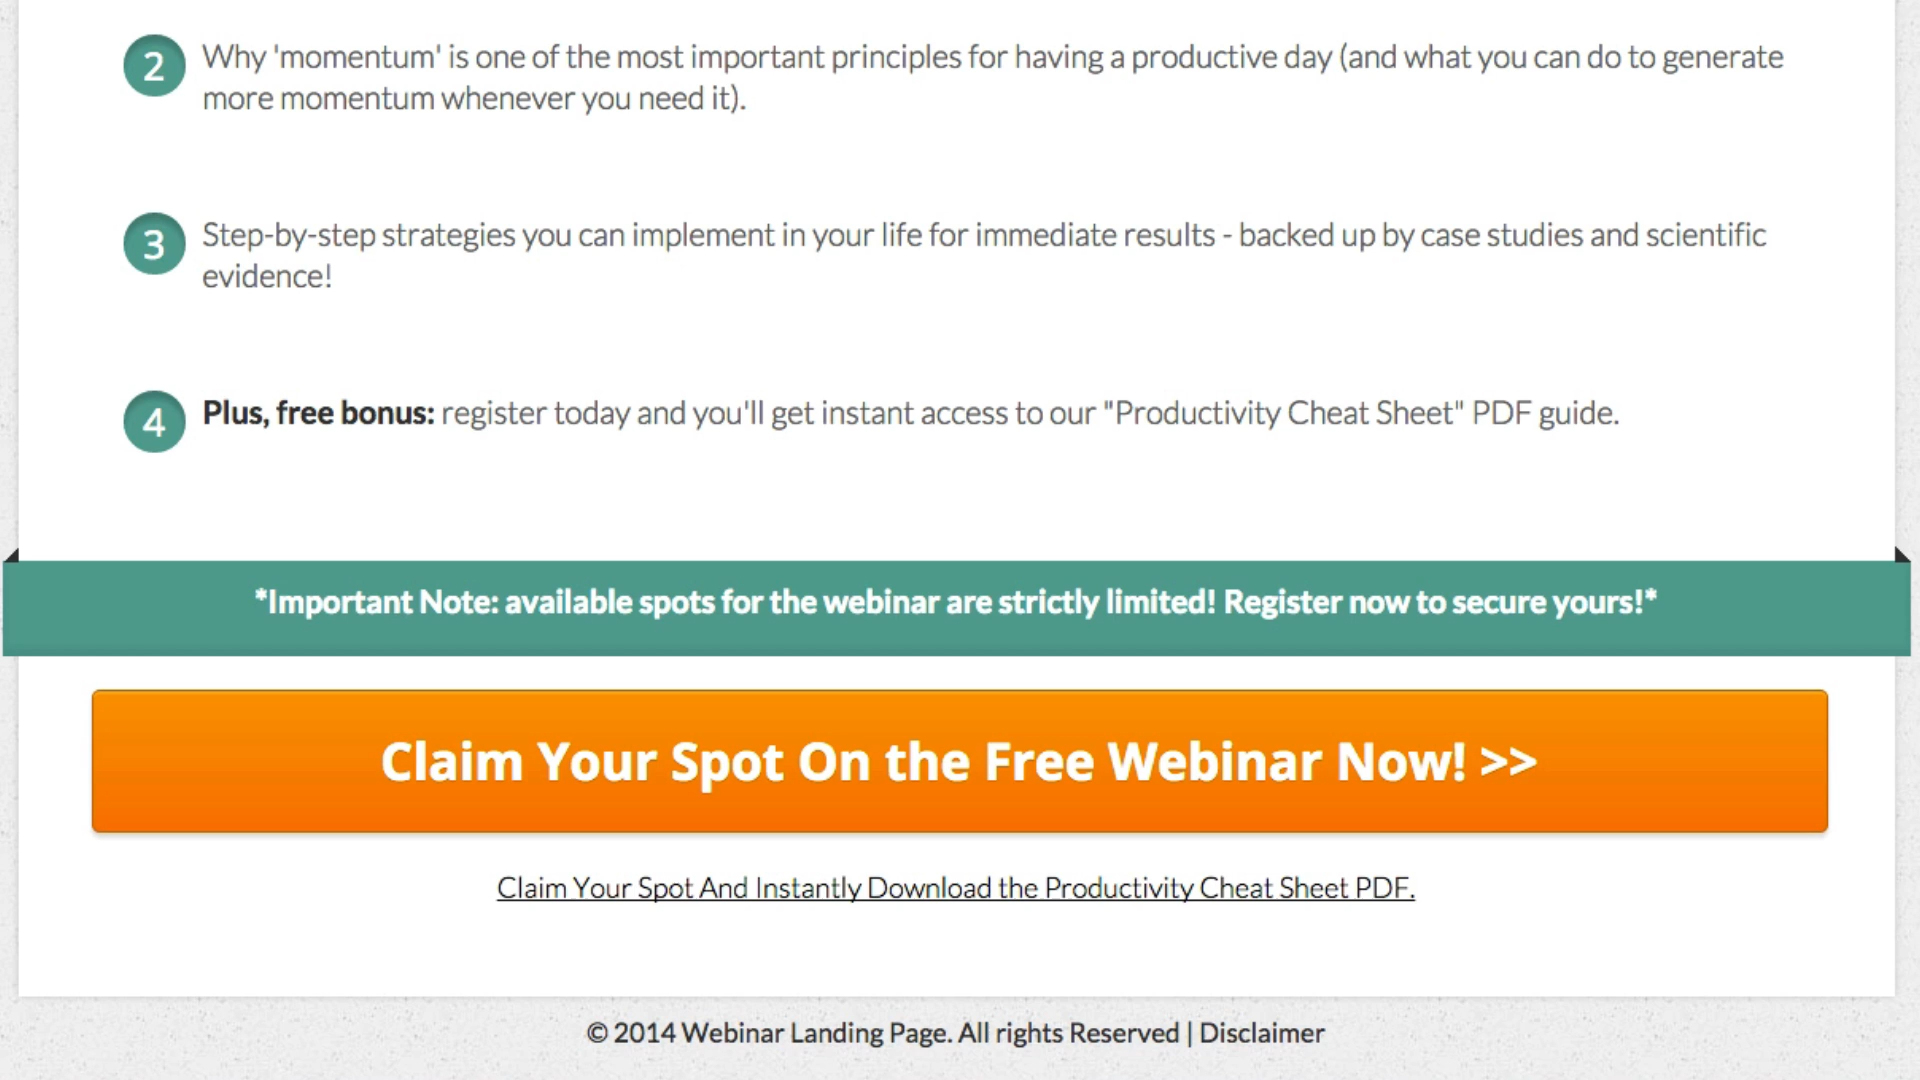 2 Why 'momentum' is one of the most important principles for having a productive day (and what you can do to generate
more momentum whenever you need it).
3 Step-by-step strategies you can implement in your life for immediate results - backed up by case studies and scientific
evidence!
4 Plus, free bonus: register today and you'll get instant access to our "Productivity Cheat Sheet" PDF guide.
*Important Note: available spots for the webinar are strictly limited! Register now to secure yours!*
Claim Your Spot On the Free Webinar Now! >>
Claim Your Spot And Instantly Download the Productivity Cheat Sheet PDF.
© 2014 Webinar Landing Page. All rights Reserved | Disclaimer